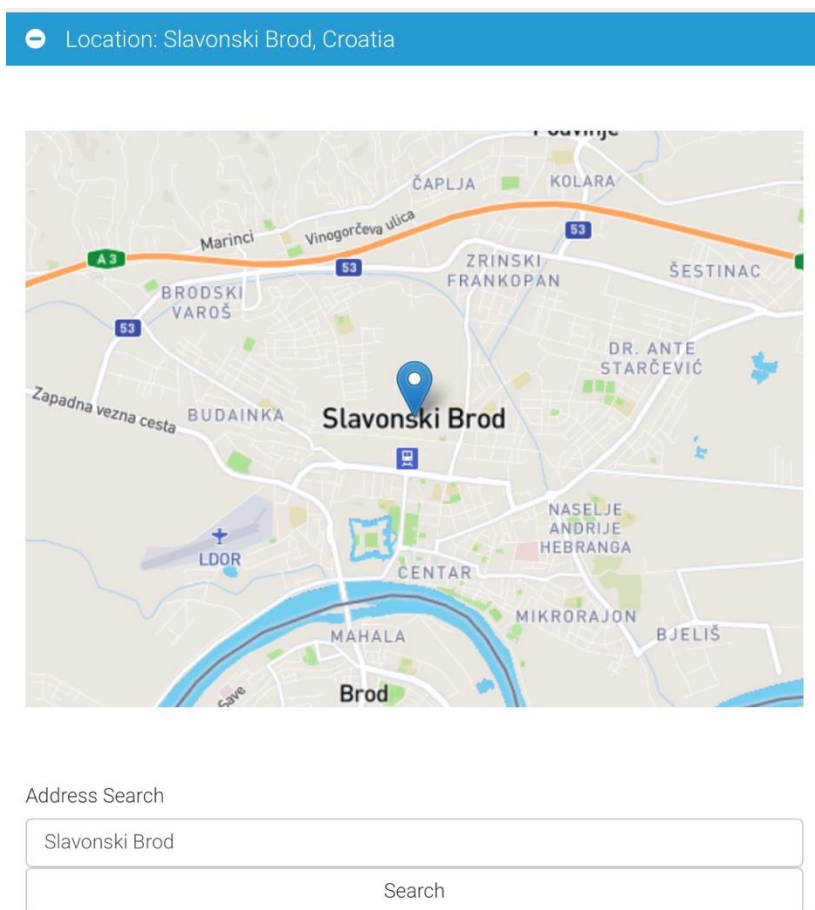 Location: Slavonski Brod, Croatia
Podvinje
ČAPLJA
KOLARA
Marinci
Vinogorčeva ulica
53
A 3
53
ZRINSKI
FRANKOPAN
ŠESTINAC
BRODSKI
VAROŠ
53
DR. ANTE
STARČEVIĆ
Zapadna vezna cesta
BUDAINKA
Slavonski Brod
NASELJE
ANDRIJE
HEBRANGA
LDOR
CENTAR
MIKRORAJON
MAHALA
BJELIŠ
Save
Brod
Address Search
Slavonski Brod
Search